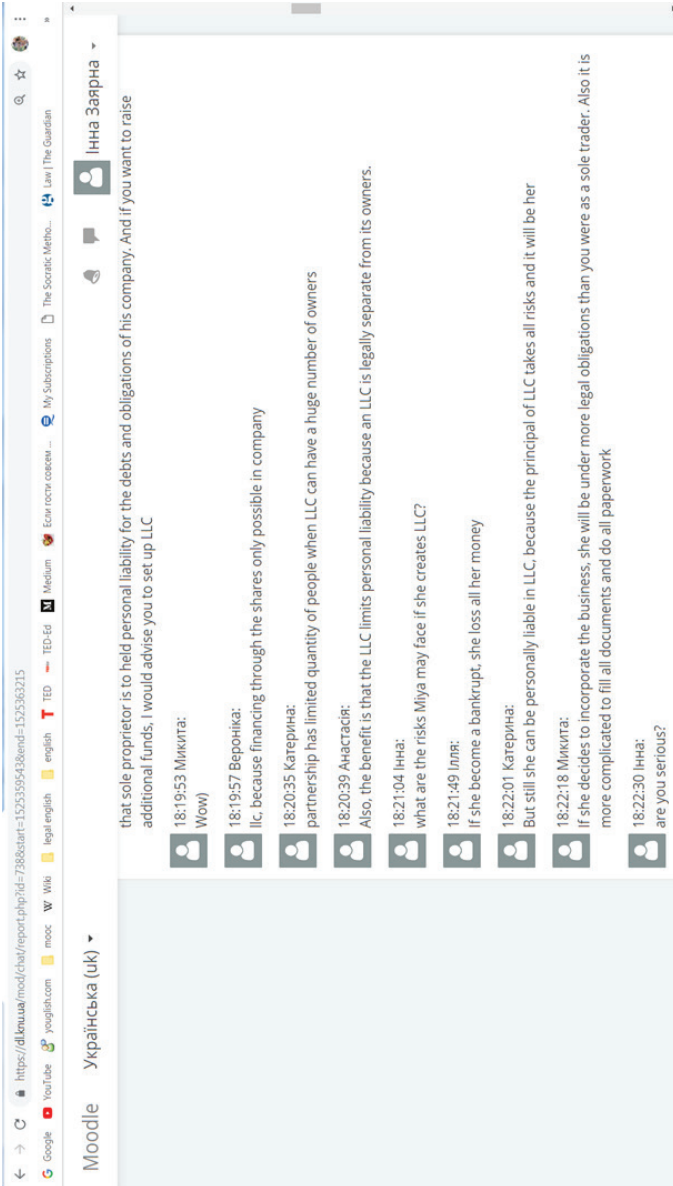 https://dl.knu.ua/mod/chat/report.php?id=738&start=1525359543&end=1525363215
Google YouTube youglish.com mooc W Wiki legal english english TED TED-Ed Medium Если гости совсем ... My Subscriptions The Socratic Metho... Law | The Guardian »
Moodle Українська (uk) Інна Заярна
that sole proprietor is to held personal liability for the debts and obligations of his company. And if you want to raise
additional funds, I would advise you to set up LLC
18:19:53 Микита:
Wow)
18:19:57 Вероніка:
llc, because financing through the shares only possible in company
18:20:35 Катерина:
partnership has limited quantity of people when LLC can have a huge number of owners
18:20:39 Анастасія:
Also, the benefit is that the LLC limits personal liability because an LLC is legally separate from its owners.
18:21:04 Інна:
what are the risks Miya may face if she creates LLC?
18:21:49 Ілля:
If she become a bankrupt, she loss all her money
18:22:01 Катерина:
But still she can be personally liable in LLC, because the principal of LLC takes all risks and it will be her
18:22:18 Микита:
If she decides to incorporate the business, she will be under more legal obligations than you were as a sole trader. Also it is
more complicated to fill all documents and do all paperwork
18:22:30 Інна:
are you serious?